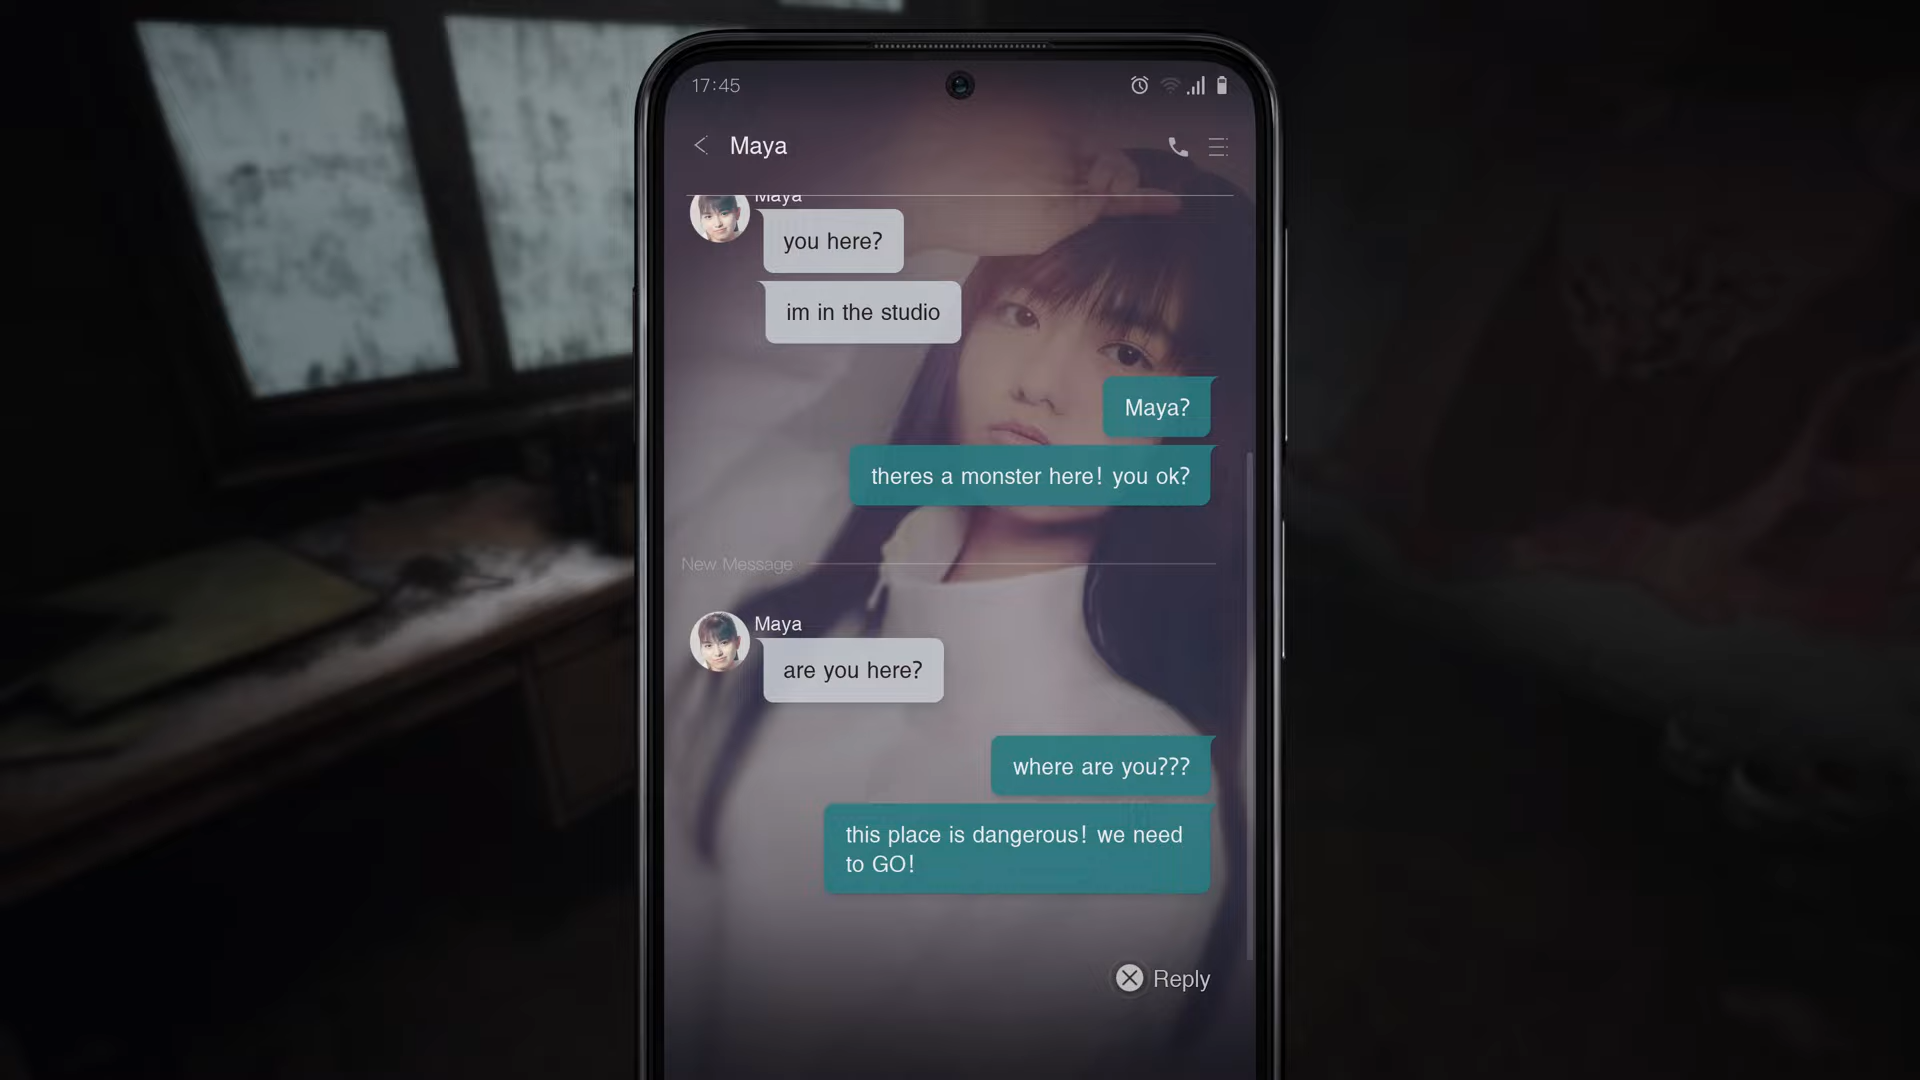 17:45
Maya
Maya
you here?
im in the studio
Maya?
theres a monster here! you ok?
New Message
Maya
are you here?
where are you???
this place is dangerous! we need
to GO!
Reply